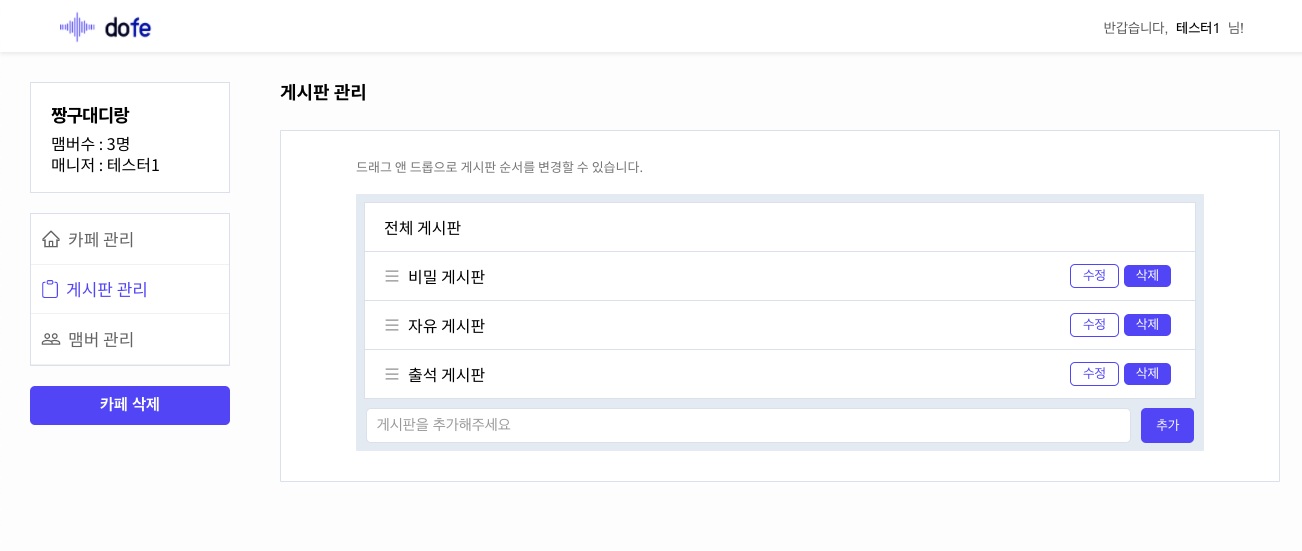 dofe
반갑습니다, 테스터1 님!
짱구대디랑
맴버수 : 3명
매니저 : 테스터1
카페 관리
게시판 관리
맴버 관리
카페 삭제
게시판 관리
드래그 앤 드롭으로 게시판 순서를 변경할 수 있습니다.
전체 게시판
비밀 게시판 수정 삭제
자유 게시판 수정 삭제
출석 게시판 수정 삭제
게시판을 추가해주세요 추가